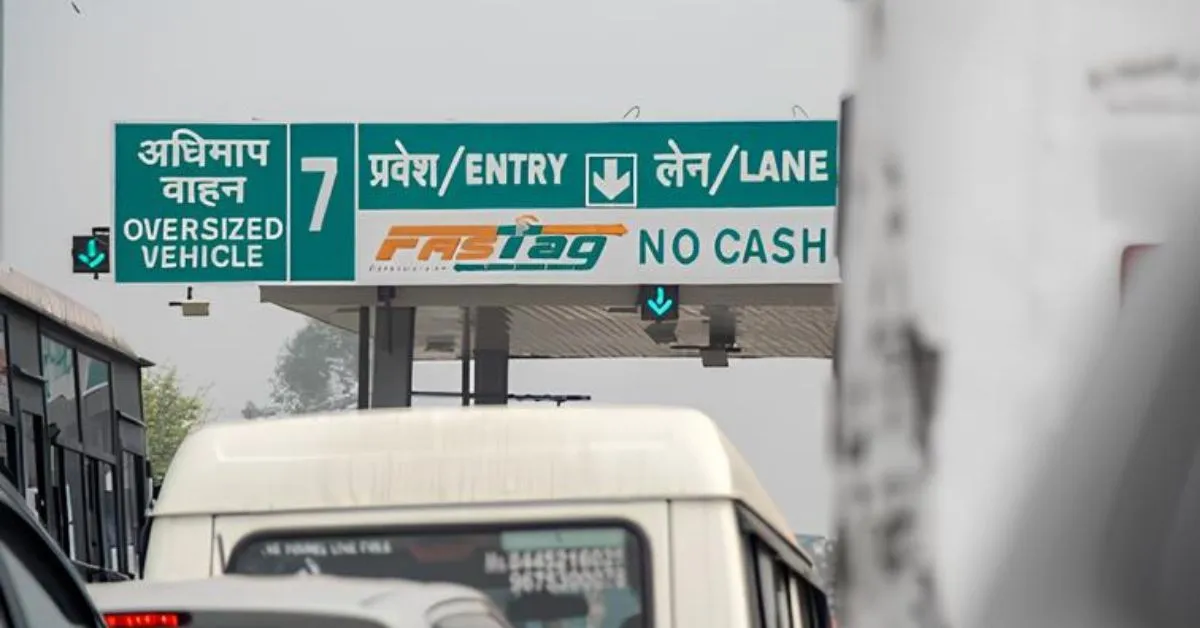 अधिमाप
वाहन
OVERSIZED
VEHICLE
7
प्रवेश/ENTRY
लेन/LANE
FASTag
NO CASH